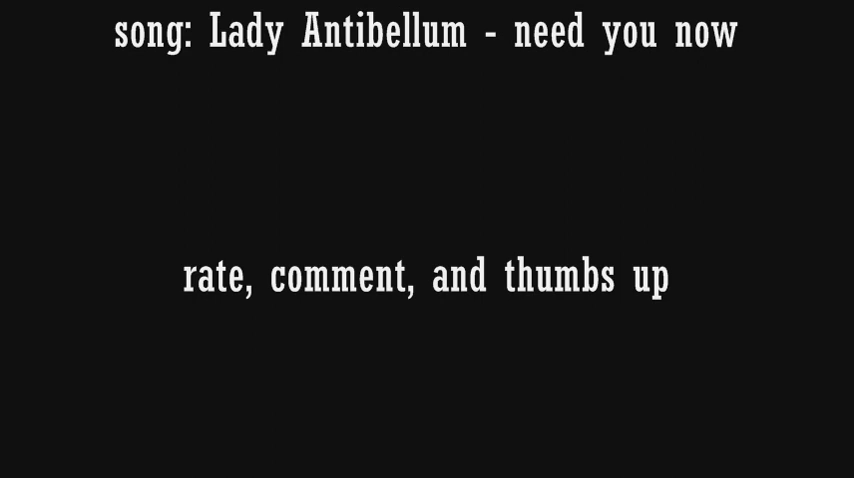 song: Lady Antibellum - need you now
rate, comment, and thumbs up